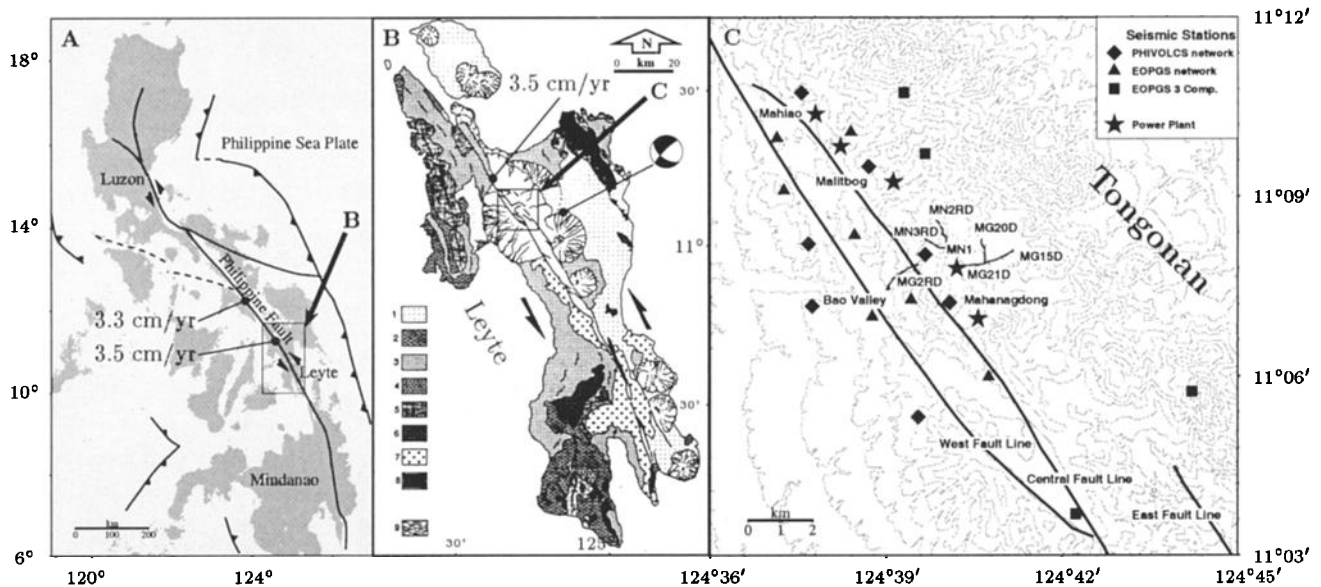 A
18°
14°
10°
6°
120°
124°
Luzon
Philippine Sea Plate
Philippine Fault
B
3.3 cm/yr
3.5 cm/yr
Leyte
Mindanao
km
0 100 200
B
N
km
0 20
3.5 cm/yr
C
30'
11°
30'
Leyte
1
2
3
4
5
6
7
8
9
30'
125°
C
Seismic Stations
PHIVOLCS network
EOPGS network
EOPGS 3 Comp.
Power Plant
Mahiao
Malitbog
Tongonan
MN2RD
MG20D
MN3RD
MN1
MG15D
MG21D
MG2RD
Bao Valley
Mahanagdong
West Fault Line
Central Fault Line
East Fault Line
km
0 1 2
11°12'
11°09'
11°06'
11°03'
124°36'
124°39'
124°42'
124°45'